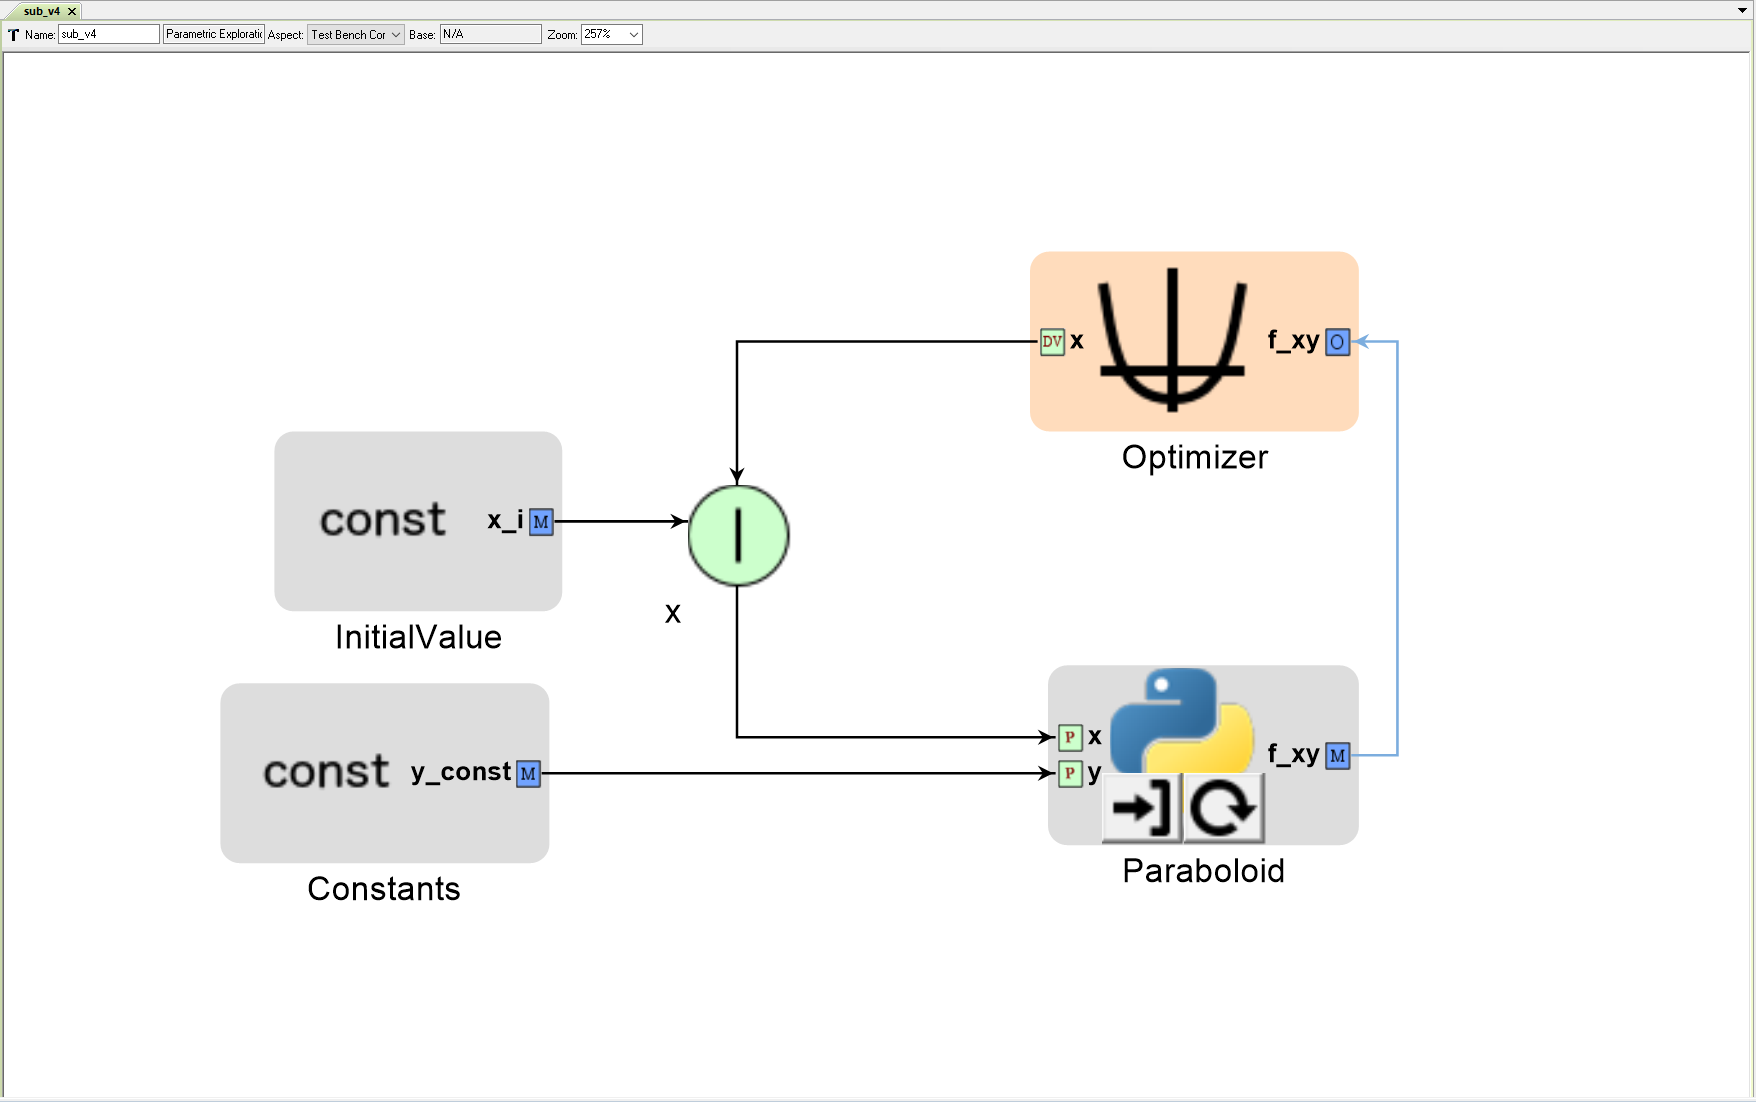 sub_v4
Name: sub_v4 Parametric Exploratic Aspect: Test Bench Cor Base: N/A Zoom: 257%
DV x f_xy O
Optimizer
const x_i M
InitialValue
x
const y_const M
Constants
P x
P y
f_xy M
Paraboloid